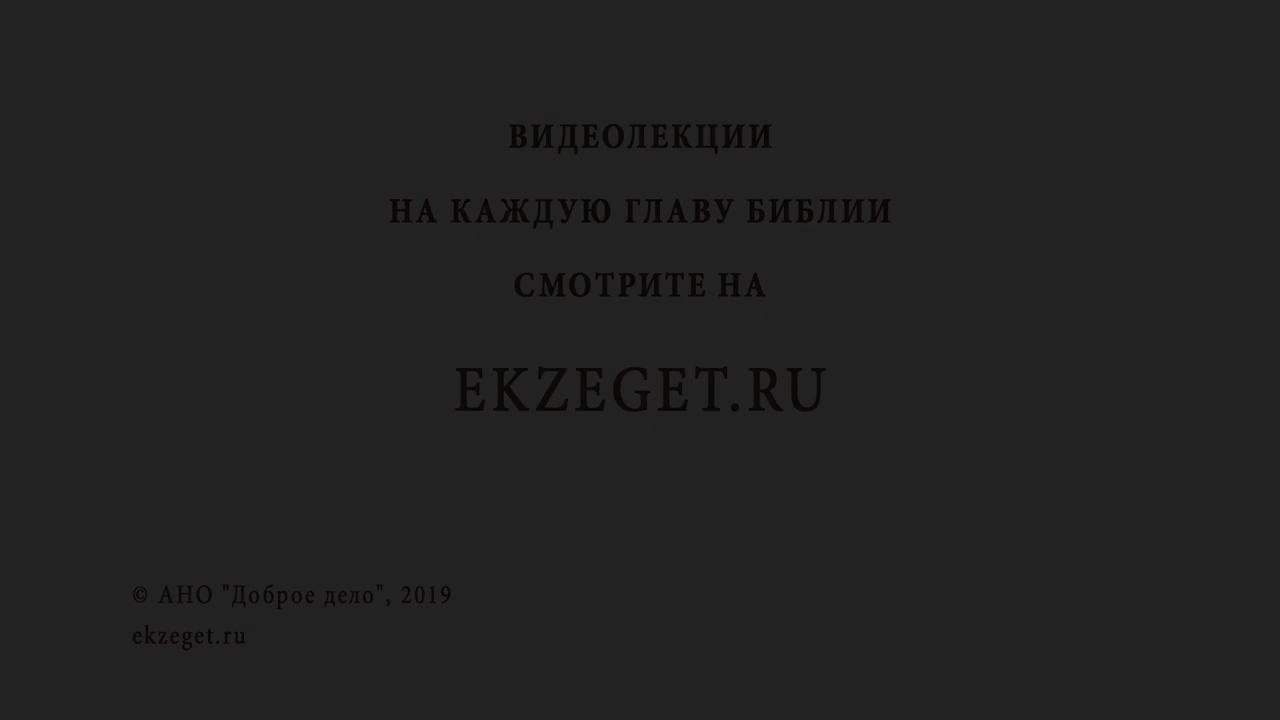 ВИДЕОЛЕКЦИИ
НА КАЖДУЮ ГЛАВУ БИБЛИИ
СМОТРИТЕ НА
EKZEGET.RU
© АНО "Доброе дело", 2019
ekzeget.ru